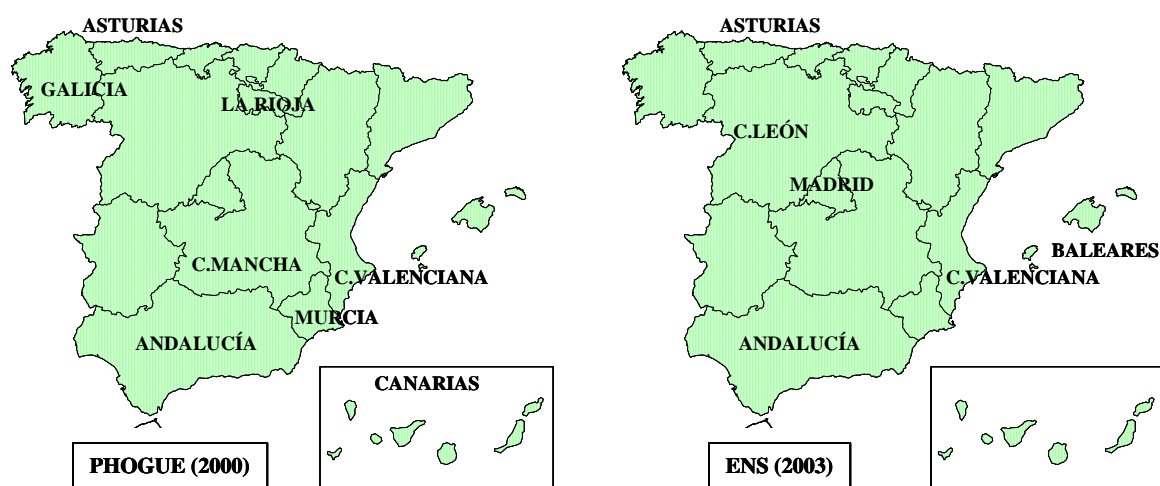 ASTURIAS
GALICIA
LA RIOJA
C.MANCHA
C.VALENCIANA
MURCIA
ANDALUCÍA
CANARIAS
PHOGUE (2000)
ASTURIAS
C.LEÓN
MADRID
BALEARES
C.VALENCIANA
ANDALUCÍA
ENS (2003)